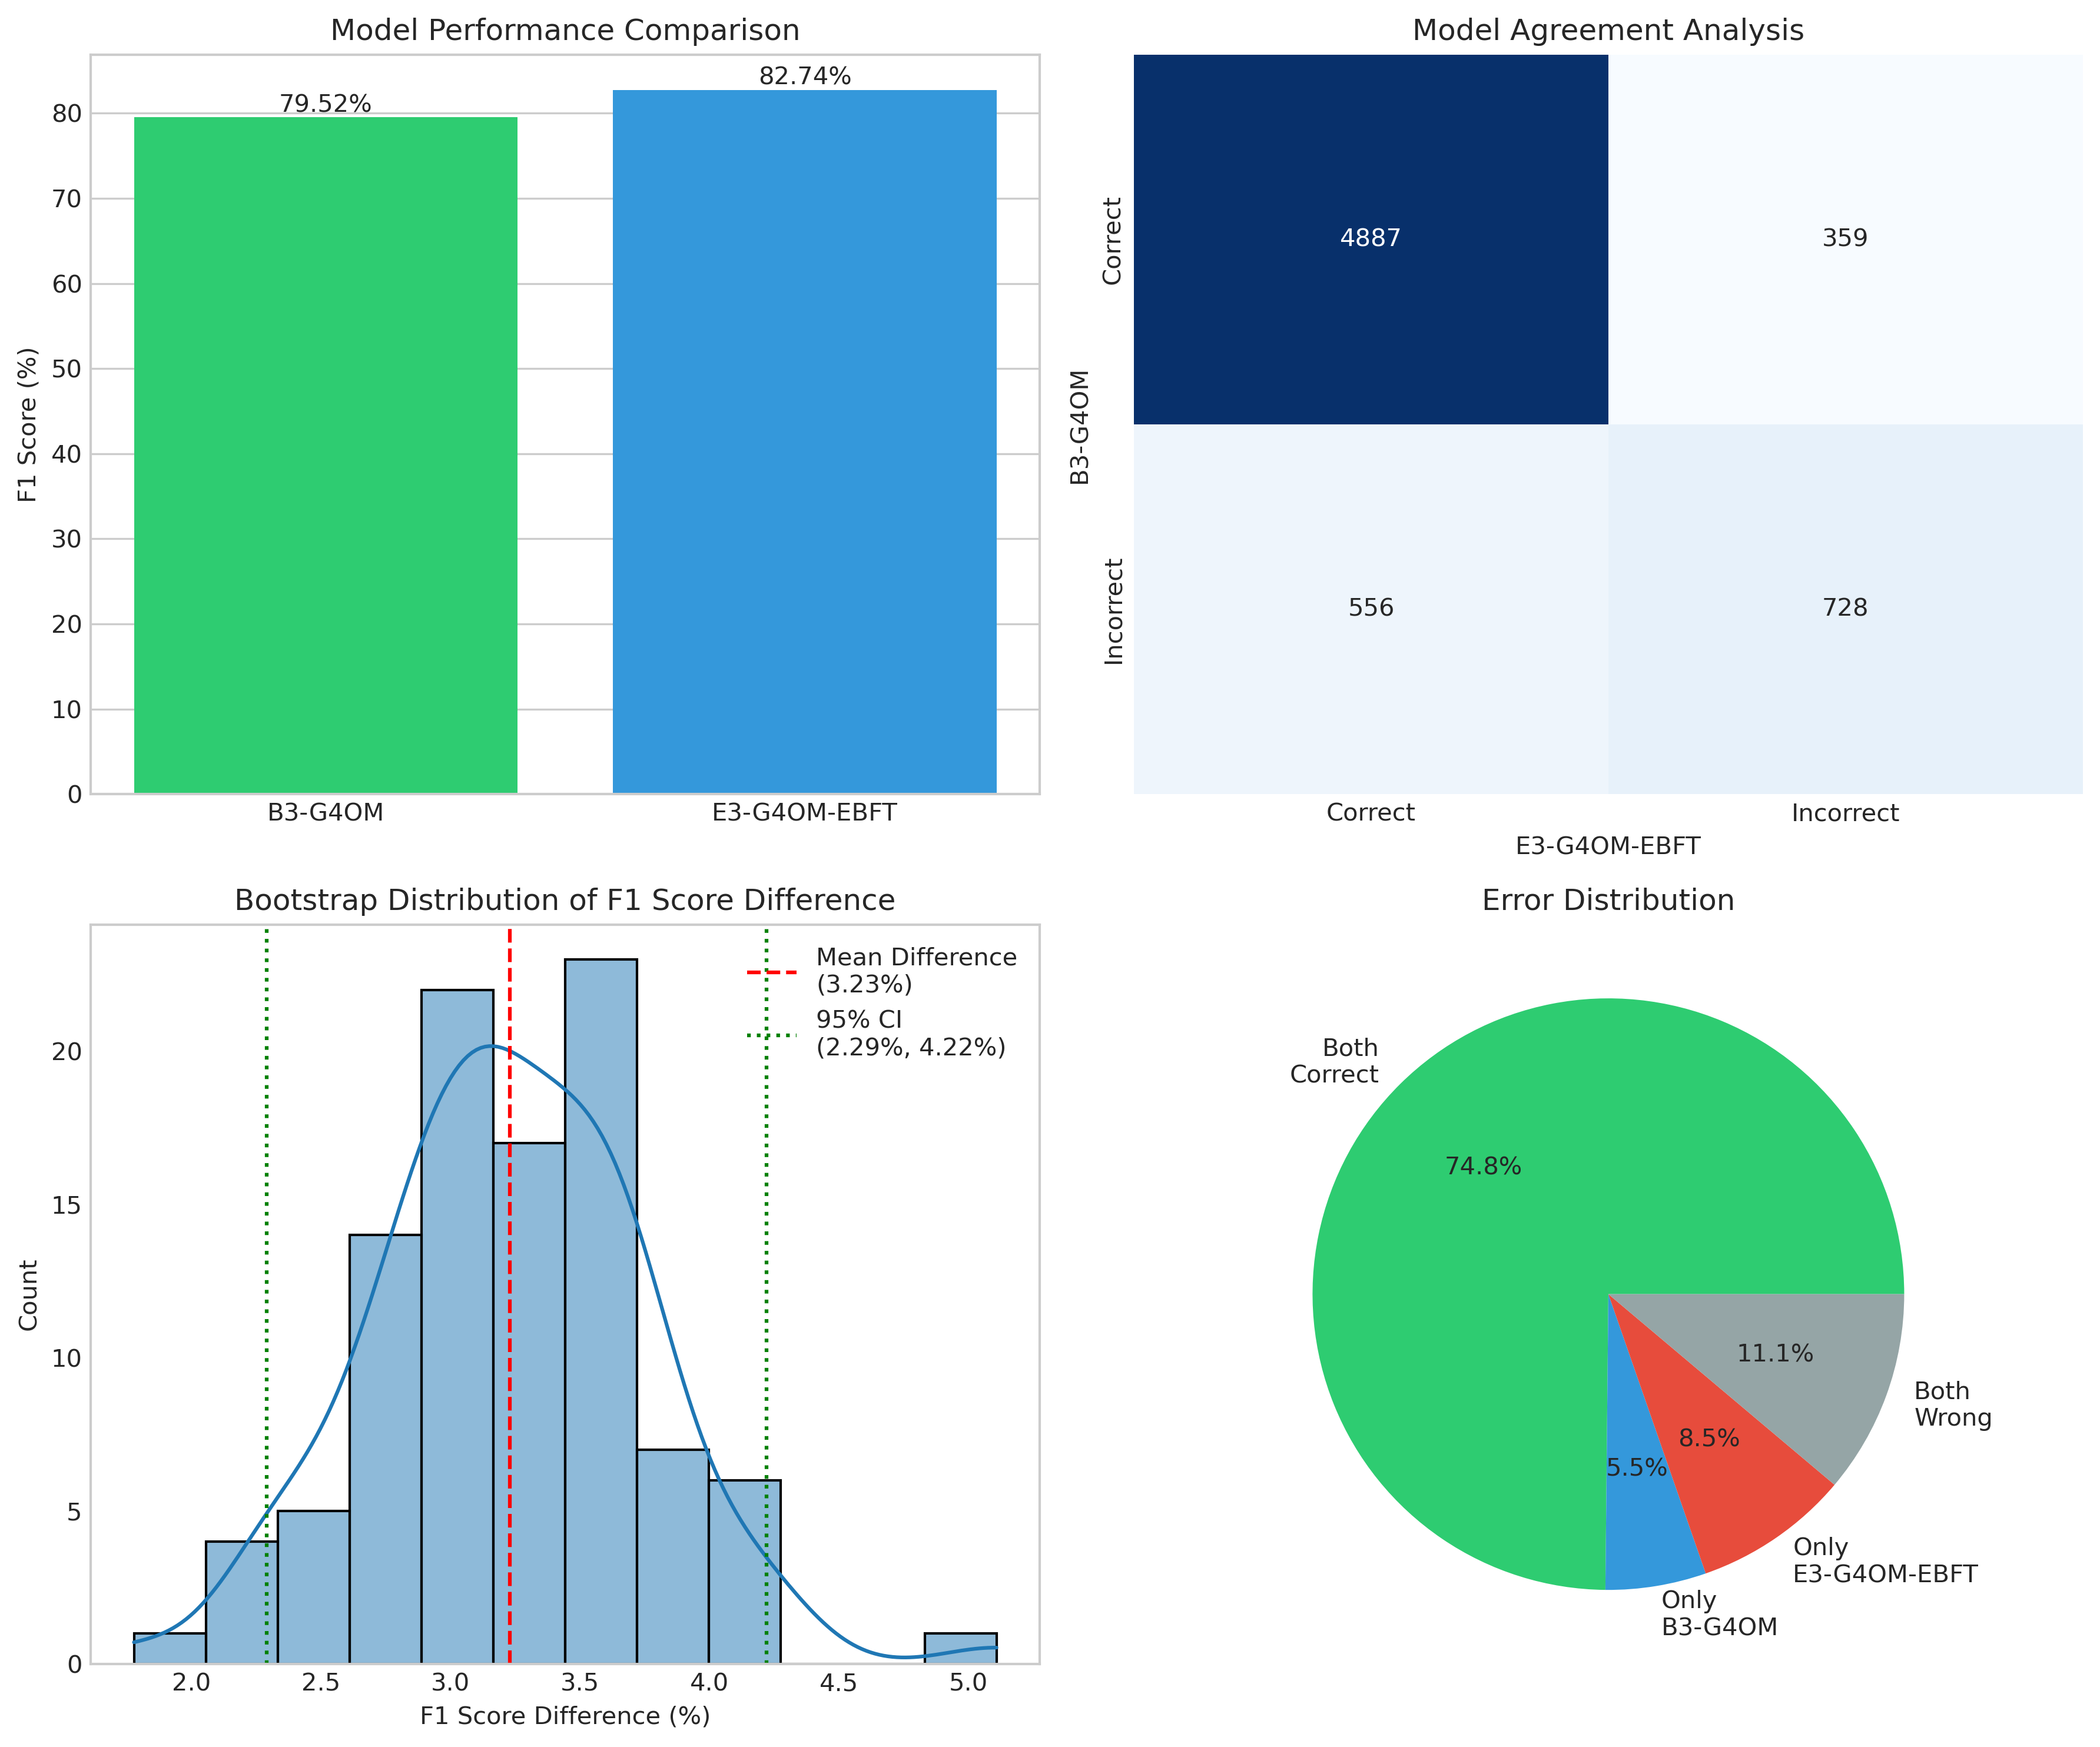 Model Performance Comparison
79.52%
82.74%
F1 Score (%)
80
70
60
50
40
30
20
10
0
B3-G4OM
E3-G4OM-EBFT
Model Agreement Analysis
B3-G4OM
Correct
Incorrect
4887
359
556
728
Correct
Incorrect
E3-G4OM-EBFT
Bootstrap Distribution of F1 Score Difference
Mean Difference
(3.23%)
95% CI
(2.29%, 4.22%)
Count
20
15
10
5
0
2.0
2.5
3.0
3.5
4.0
4.5
5.0
F1 Score Difference (%)
Error Distribution
Both
Correct
74.8%
11.1%
Both
Wrong
8.5%
5.5%
Only
E3-G4OM-EBFT
Only
B3-G4OM